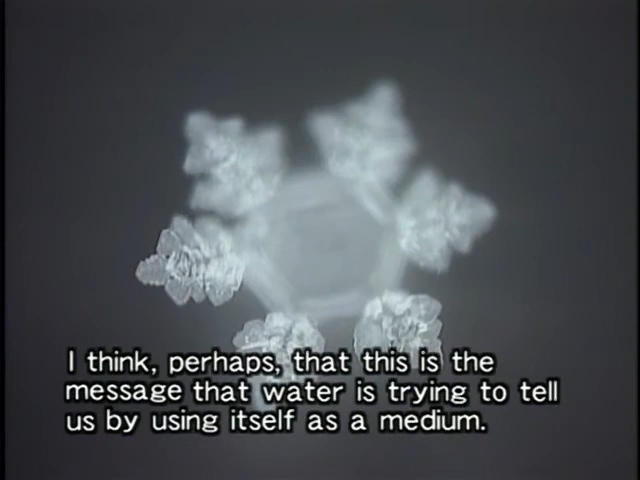 I think, perhaps, that this is the
message that water is trying to tell
us by using itself as a medium.